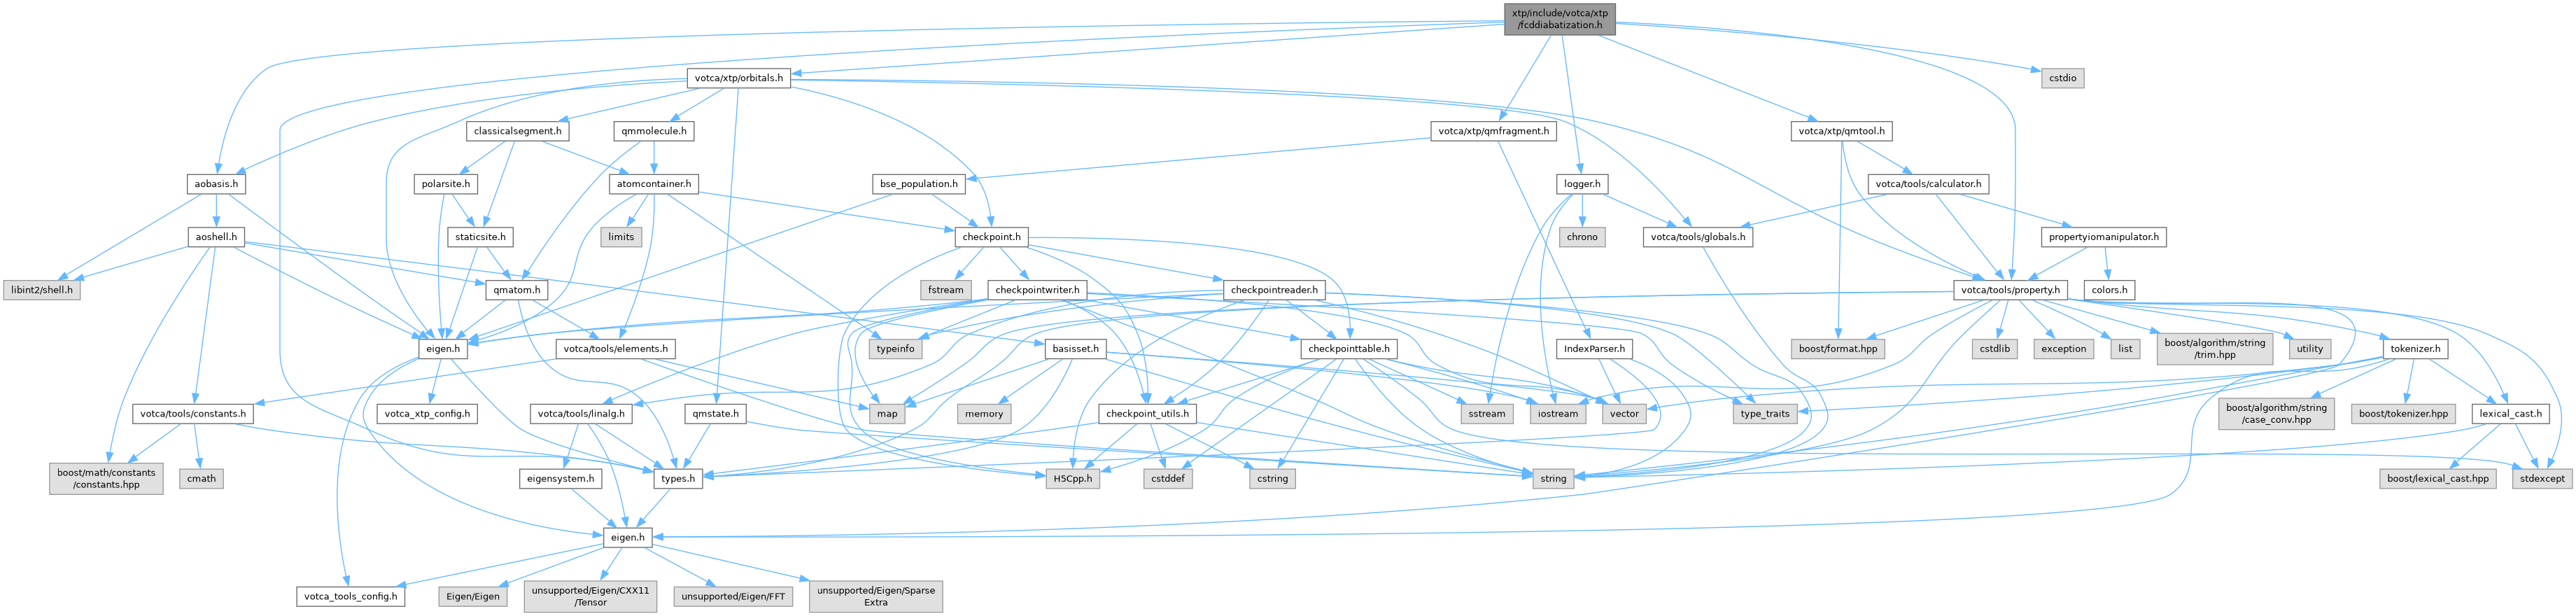 xtp/include/votca/xtp
/fcddiabatization.h
votca/xtp/orbitals.h
cstdio
classicalsegment.h
qmmolecule.h
votca/xtp/qmfragment.h
votca/xtp/qmtool.h
aobasis.h
polarsite.h
atomcontainer.h
bse_population.h
logger.h
votca/tools/calculator.h
aoshell.h
staticsite.h
limits
checkpoint.h
chrono
votca/tools/globals.h
propertyiomanipulator.h
libint2/shell.h
qmatom.h
fstream
checkpointwriter.h
checkpointreader.h
votca/tools/property.h
colors.h
eigen.h
votca/tools/elements.h
typeinfo
basisset.h
checkpointtable.h
IndexParser.h
boost/format.hpp
cstdlib
exception
list
boost/algorithm/string
/trim.hpp
utility
tokenizer.h
votca/tools/constants.h
votca_xtp_config.h
votca/tools/linalg.h
qmstate.h
map
memory
checkpoint_utils.h
sstream
iostream
vector
type_traits
boost/algorithm/string
/case_conv.hpp
boost/tokenizer.hpp
lexical_cast.h
boost/math/constants
/constants.hpp
cmath
eigensystem.h
types.h
H5Cpp.h
cstddef
cstring
string
boost/lexical_cast.hpp
stdexcept
eigen.h
votca_tools_config.h
Eigen/Eigen
unsupported/Eigen/CXX11
/Tensor
unsupported/Eigen/FFT
unsupported/Eigen/Sparse
Extra